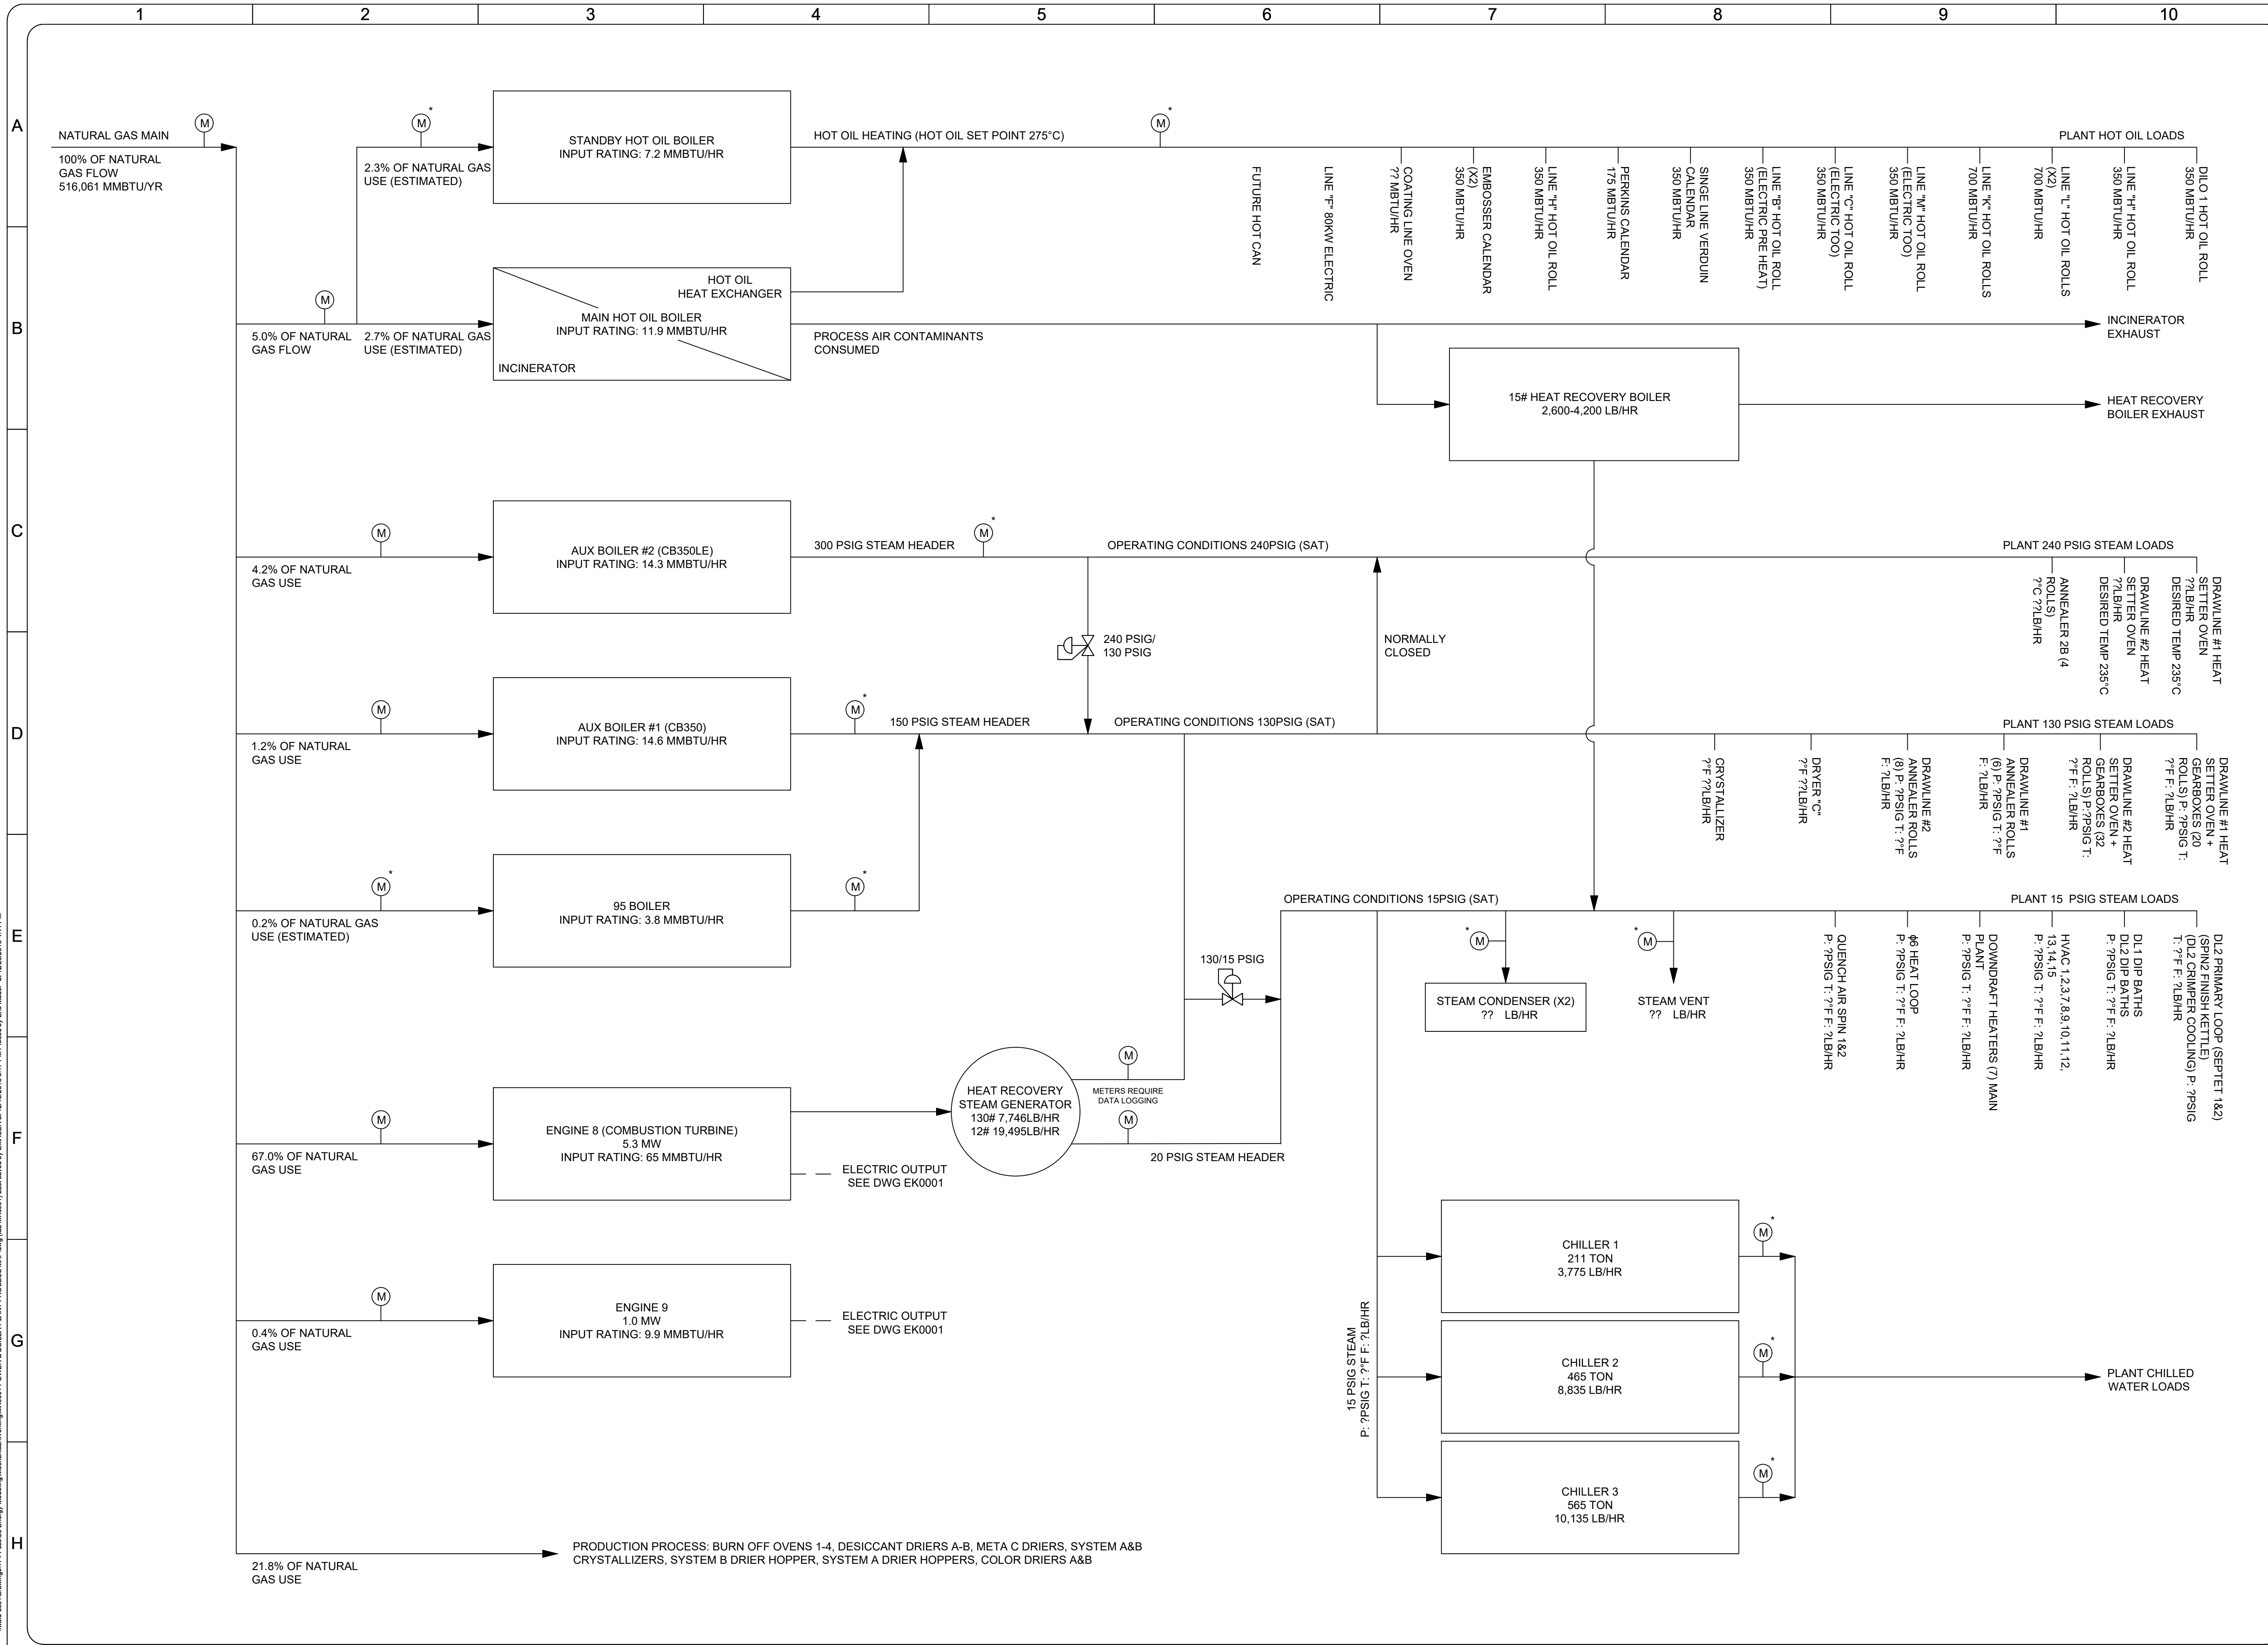 1
2
3
4
5
6
7
8
9
10
A
B
C
D
E
F
G
H
NATURAL GAS MAIN
100% OF NATURAL
GAS FLOW
516,061 MMBTU/YR
M
M
*
2.3% OF NATURAL GAS
USE (ESTIMATED)
STANDBY HOT OIL BOILER
INPUT RATING: 7.2 MMBTU/HR
HOT OIL HEATING (HOT OIL SET POINT 275°C)
M
*
PLANT HOT OIL LOADS
FUTURE HOT CAN
LINE "F" 80KW ELECTRIC
COATING LINE OVEN
?? MBTU/HR
EMBOSSER CALENDAR
(X2)
350 MBTU/HR
LINE "H" HOT OIL ROLL
350 MBTU/HR
PERKINS CALENDAR
175 MBTU/HR
SINGE LINE VERDUIN
CALENDAR
350 MBTU/HR
LINE "B" HOT OIL ROLL
(ELECTRIC PRE HEAT)
350 MBTU/HR
LINE "C" HOT OIL ROLL
(ELECTRIC TOO)
350 MBTU/HR
LINE "M" HOT OIL ROLL
(ELECTRIC TOO)
350 MBTU/HR
LINE "K" HOT OIL ROLLS
700 MBTU/HR
LINE "L" HOT OIL ROLLS
(X2)
700 MBTU/HR
LINE "H" HOT OIL ROLL
350 MBTU/HR
DILO 1 HOT OIL ROLL
350 MBTU/HR
M
5.0% OF NATURAL
GAS FLOW
2.7% OF NATURAL GAS
USE (ESTIMATED)
HOT OIL
HEAT EXCHANGER
MAIN HOT OIL BOILER
INPUT RATING: 11.9 MMBTU/HR
INCINERATOR
PROCESS AIR CONTAMINANTS
CONSUMED
INCINERATOR
EXHAUST
15# HEAT RECOVERY BOILER
2,600-4,200 LB/HR
HEAT RECOVERY
BOILER EXHAUST
M
4.2% OF NATURAL
GAS USE
AUX BOILER #2 (CB350LE)
INPUT RATING: 14.3 MMBTU/HR
300 PSIG STEAM HEADER
M
*
OPERATING CONDITIONS 240PSIG (SAT)
PLANT 240 PSIG STEAM LOADS
ANNEALER 2B (4
ROLLS)
?°C ??LB/HR
DRAWLINE #2 HEAT
SETTER OVEN
??LB/HR
DESIRED TEMP 235°C
DRAWLINE #1 HEAT
SETTER OVEN
??LB/HR
DESIRED TEMP 235°C
240 PSIG/
130 PSIG
NORMALLY
CLOSED
M
1.2% OF NATURAL
GAS USE
AUX BOILER #1 (CB350)
INPUT RATING: 14.6 MMBTU/HR
M
*
150 PSIG STEAM HEADER
OPERATING CONDITIONS 130PSIG (SAT)
PLANT 130 PSIG STEAM LOADS
CRYSTALLIZER
?°F ??LB/HR
DRYER "C"
?°F ??LB/HR
DRAWLINE #2
ANNEALER ROLLS
(8) P: ?PSIG T: ?°F
F: ?LB/HR
DRAWLINE #1
ANNEALER ROLLS
(6) P: ?PSIG T: ?°F
F: ?LB/HR
DRAWLINE #2 HEAT
SETTER OVEN +
GEARBOXES (32
ROLLS) P:?PSIG T:
?°F F: ?LB/HR
DRAWLINE #1 HEAT
SETTER OVEN +
GEARBOXES (20
ROLLS) P: ?PSIG T:
?°F F: ?LB/HR
M
*
0.2% OF NATURAL GAS
USE (ESTIMATED)
95 BOILER
INPUT RATING: 3.8 MMBTU/HR
M
*
OPERATING CONDITIONS 15PSIG (SAT)
PLANT 15 PSIG STEAM LOADS
*
M
STEAM CONDENSER (X2)
?? LB/HR
*
M
STEAM VENT
?? LB/HR
QUENCH AIR SPIN 1&2
P: ?PSIG T: ?°F F: ?LB/HR
ϕ6 HEAT LOOP
P: ?PSIG T: ?°F F: ?LB/HR
DOWNDRAFT HEATERS (7) MAIN
PLANT
P: ?PSIG T: ?°F F: ?LB/HR
HVAC 1,2,3,7,8,9,10,11,12,
13,14,15
P: ?PSIG T: ?°F F: ?LB/HR
DL1 DIP BATHS
DL2 DIP BATHS
P: ?PSIG T: ?°F F: ?LB/HR
DL2 PRIMARY LOOP (SEPTET 1&2)
(SPIN2 FINISH KETTLE)
(DL2 CRIMPER COOLING) P: ?PSIG
T: ?°F F: ?LB/HR
130/15 PSIG
M
67.0% OF NATURAL
GAS USE
ENGINE 8 (COMBUSTION TURBINE)
5.3 MW
INPUT RATING: 65 MMBTU/HR
ELECTRIC OUTPUT
SEE DWG EK0001
HEAT RECOVERY
STEAM GENERATOR
130# 7,746LB/HR
12# 19,495LB/HR
M
METERS REQUIRE
DATA LOGGING
M
20 PSIG STEAM HEADER
M
0.4% OF NATURAL
GAS USE
ENGINE 9
1.0 MW
INPUT RATING: 9.9 MMBTU/HR
ELECTRIC OUTPUT
SEE DWG EK0001
15 PSIG STEAM
P: ?PSIG T: ?°F F: ?LB/HR
CHILLER 1
211 TON
3,775 LB/HR
M
*
CHILLER 2
465 TON
8,835 LB/HR
M
*
PLANT CHILLED
WATER LOADS
CHILLER 3
565 TON
10,135 LB/HR
M
*
21.8% OF NATURAL
GAS USE
PRODUCTION PROCESS: BURN OFF OVENS 1-4, DESICCANT DRIERS A-B, META C DRIERS, SYSTEM A&B
CRYSTALLIZERS, SYSTEM B DRIER HOPPER, SYSTEM A DRIER HOPPERS, COLOR DRIERS A&B